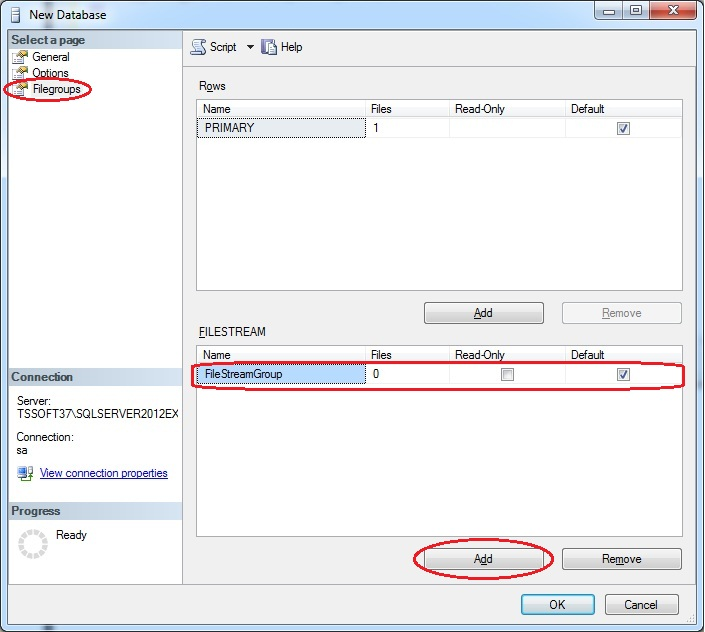 New Database
Select a page
General
Options
Filegroups
Script Help
Rows
Name Files Read-Only Default
PRIMARY 1
Add Remove
FILESTREAM
Name Files Read-Only Default
FileStreamGroup 0
Add Remove
Connection
Server:
TSSOFT37\SQLSERVER2012EX
Connection:
sa
View connection properties
Progress
Ready
OK Cancel